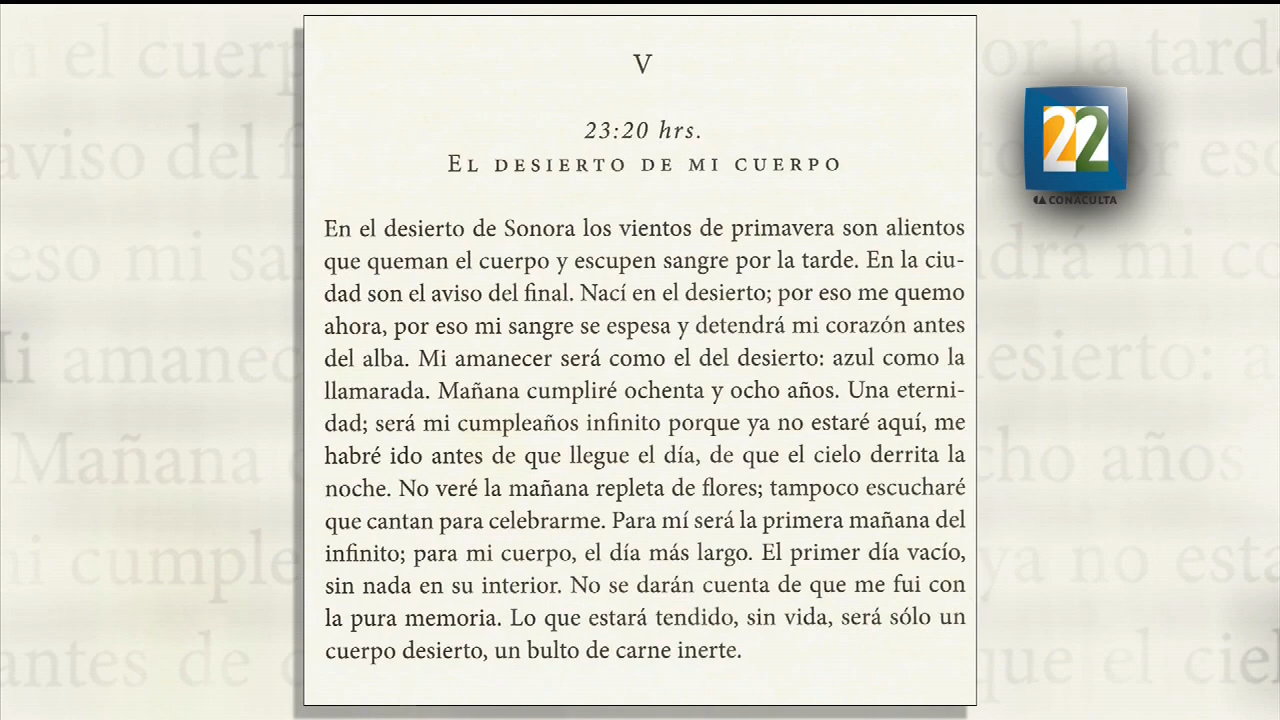 V
23:20 hrs.
El desierto de mi cuerpo
En el desierto de Sonora los vientos de primavera son alientos
que queman el cuerpo y escupen sangre por la tarde. En la ciu-
dad son el aviso del final. Nací en el desierto; por eso me quemo
ahora, por eso mi sangre se espesa y detendrá mi corazón antes
del alba. Mi amanecer será como el del desierto: azul como la
llamarada. Mañana cumpliré ochenta y ocho años. Una eterni-
dad; será mi cumpleaños infinito porque ya no estaré aquí, me
habré ido antes de que llegue el día, de que el cielo derrita la
noche. No veré la mañana repleta de flores; tampoco escucharé
que cantan para celebrarme. Para mí será la primera mañana del
infinito; para mi cuerpo, el día más largo. El primer día vacío,
sin nada en su interior. No se darán cuenta de que me fui con
la pura memoria. Lo que estará tendido, sin vida, será sólo un
cuerpo desierto, un bulto de carne inerte.
22
CONACULTA